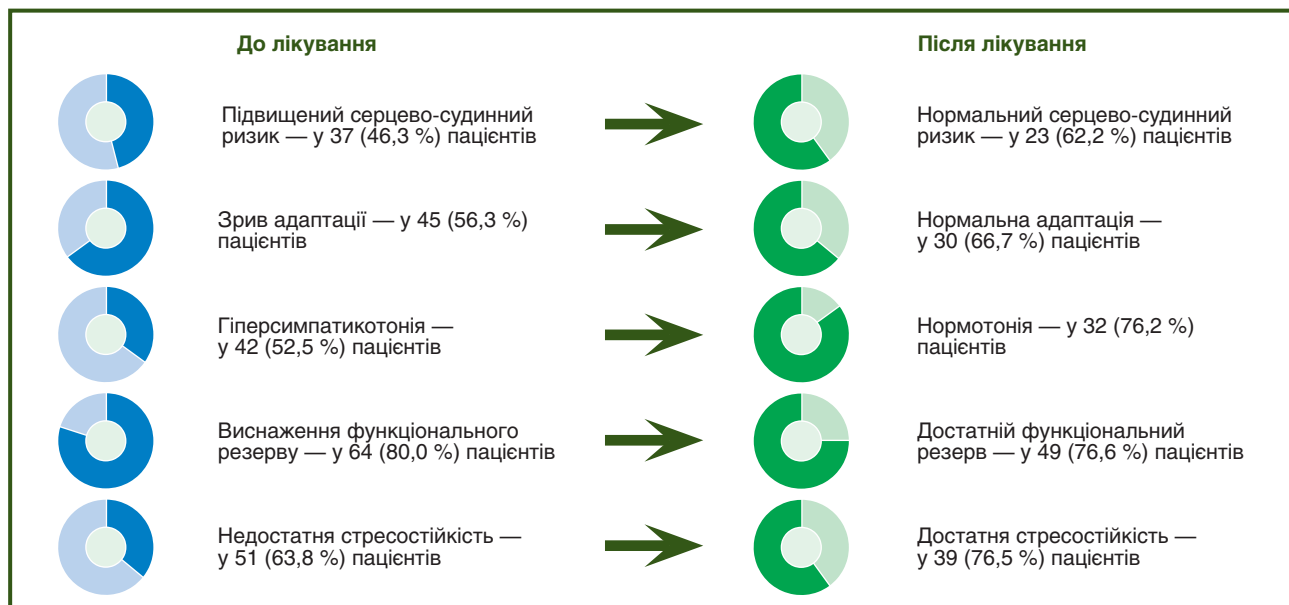 До лікування
Після лікування
Підвищений серцево-судинний
ризик — у 37 (46,3 %) пацієнтів
Нормальний серцево-судинний
ризик — у 23 (62,2 %) пацієнтів
Зрив адаптації — у 45 (56,3 %)
пацієнтів
Нормальна адаптація —
у 30 (66,7 %) пацієнтів
Гіперсимпатикотонія —
у 42 (52,5 %) пацієнтів
Нормотонія — у 32 (76,2 %)
пацієнтів
Виснаження функціонального
резерву — у 64 (80,0 %) пацієнтів
Достатній функціональний
резерв — у 49 (76,6 %) пацієнтів
Недостатня стресостійкість —
у 51 (63,8 %) пацієнтів
Достатня стресостійкість —
у 39 (76,5 %) пацієнтів